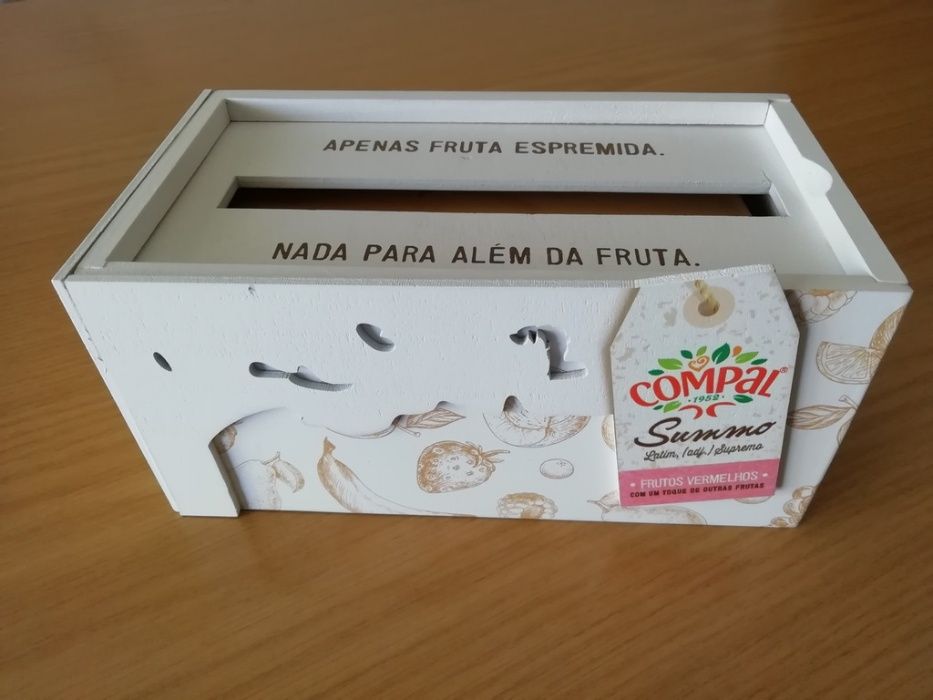 APENAS FRUTA ESPREMIDA.
NADA PARA ALÉM DA FRUTA.
COMPAL®
·1952·
Summo
Latim, (adj.) Supremo
• FRUTOS VERMELHOS •
COM UM TOQUE DE OUTRAS FRUTAS